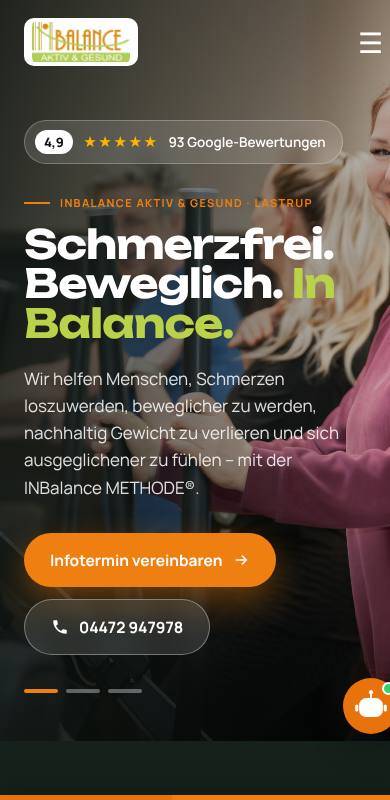 INBALANCE
AKTIV & GESUND
4,9 ★★★★★ 93 Google-Bewertungen
INBALANCE AKTIV & GESUND · LASTRUP
Schmerzfrei.
Beweglich. In
Balance.
Wir helfen Menschen, Schmerzen
loszuwerden, beweglicher zu werden,
nachhaltig Gewicht zu verlieren und sich
ausgeglichener zu fühlen – mit der
INBalance METHODE®.
Infotermin vereinbaren →
04472 947978